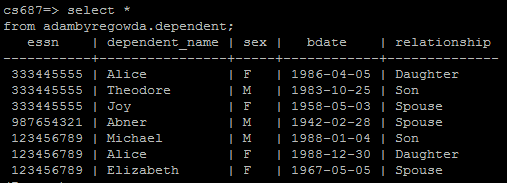 cs687=> select *
from adambyregowda.dependent;
essn | dependent_name | sex | bdate | relationship
-----------+----------------+-----+------------+--------------
333445555 | Alice | F | 1986-04-05 | Daughter
333445555 | Theodore | M | 1983-10-25 | Son
333445555 | Joy | F | 1958-05-03 | Spouse
987654321 | Abner | M | 1942-02-28 | Spouse
123456789 | Michael | M | 1988-01-04 | Son
123456789 | Alice | F | 1988-12-30 | Daughter
123456789 | Elizabeth | F | 1967-05-05 | Spouse